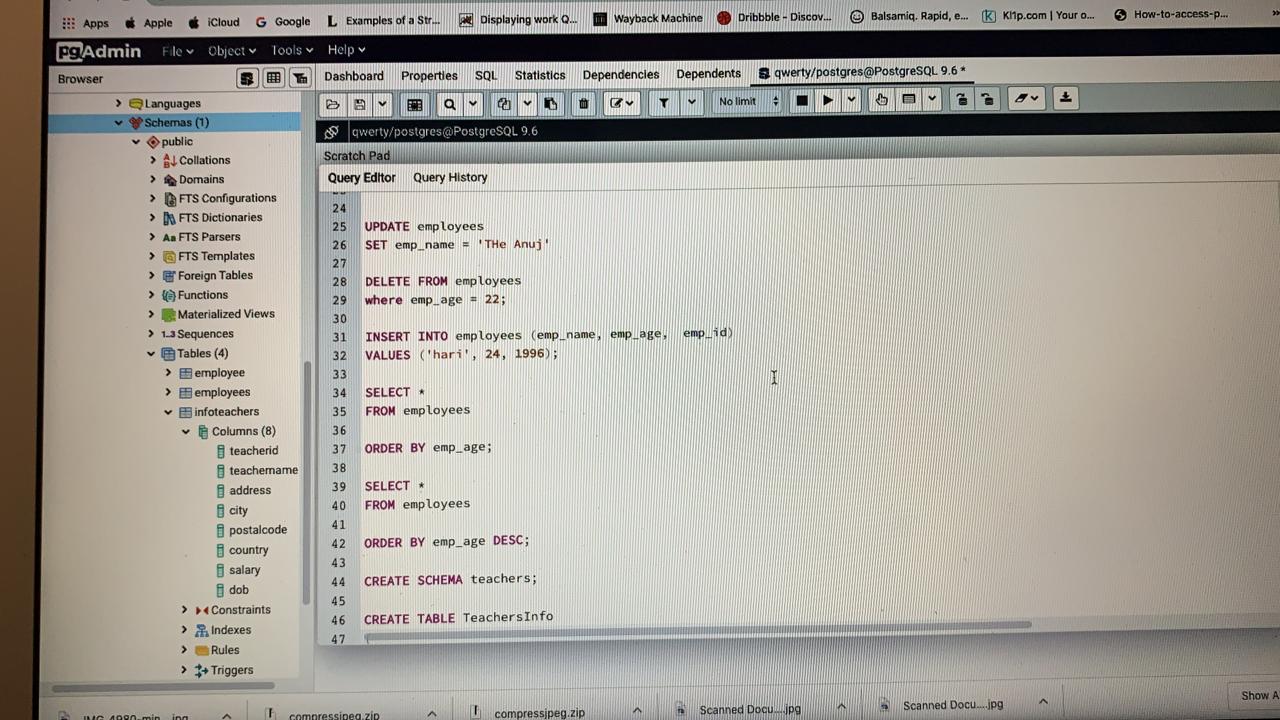 Apps Apple iCloud Google Examples of a Str... Displaying work Q... Wayback Machine Dribbble - Discov... Balsamiq. Rapid, e... Kl1p.com | Your o... How-to-access-p... »
pgAdmin File Object Tools Help
Browser
Dashboard Properties SQL Statistics Dependencies Dependents qwerty/postgres@PostgreSQL 9.6 *
No limit
qwerty/postgres@PostgreSQL 9.6
Scratch Pad
Query Editor Query History
Languages
Schemas (1)
public
Collations
Domains
FTS Configurations
FTS Dictionaries
Aa FTS Parsers
FTS Templates
Foreign Tables
Functions
Materialized Views
1..3 Sequences
Tables (4)
employee
employees
infoteachers
Columns (8)
teacherid
teachername
address
city
postalcode
country
salary
dob
Constraints
Indexes
Rules
Triggers
24
25 UPDATE employees
26 SET emp_name = 'THe Anuj'
27
28 DELETE FROM employees
29 where emp_age = 22;
30
31 INSERT INTO employees (emp_name, emp_age, emp_id)
32 VALUES ('hari', 24, 1996);
33
34 SELECT *
35 FROM employees
36
37 ORDER BY emp_age;
38
39 SELECT *
40 FROM employees
41
42 ORDER BY emp_age DESC;
43
44 CREATE SCHEMA teachers;
45
46 CREATE TABLE TeachersInfo
47 (
IMG_4980-min...jpg compressjpeg.zip compressjpeg.zip Scanned Docu....jpg Scanned Docu....jpg Show A